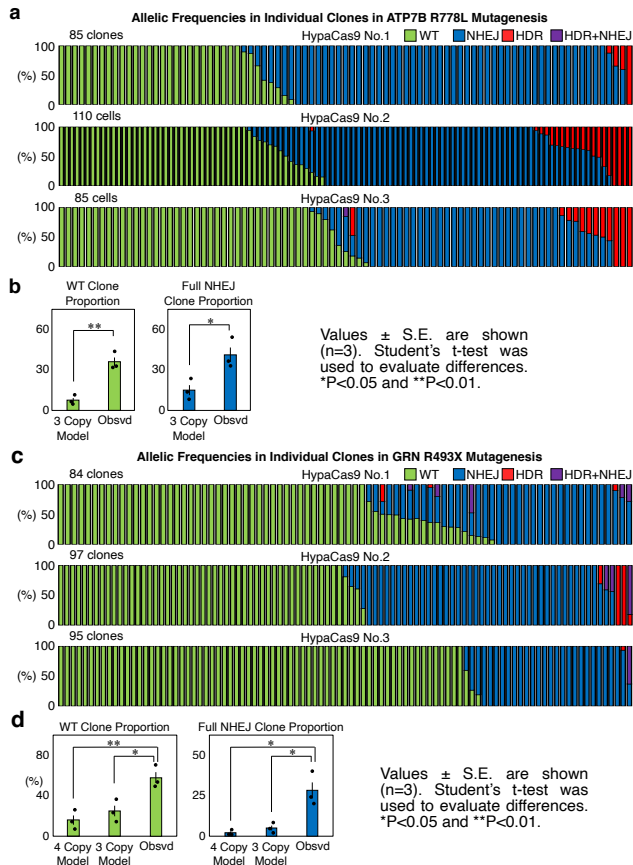 a
Allelic Frequencies in Individual Clones in ATP7B R778L Mutagenesis
85 clones HypaCas9 No.1 WT NHEJ HDR HDR+NHEJ
100
(%) 50
0
110 cells HypaCas9 No.2
100
(%) 50
0
85 cells HypaCas9 No.3
100
(%) 50
0
b
WT Clone Proportion
60
30
0
**
3 Copy Model Obsvd
Full NHEJ Clone Proportion
60
30
0
*
3 Copy Model Obsvd
Values ± S.E. are shown
(n=3). Student's t-test was
used to evaluate differences.
*P<0.05 and **P<0.01.
c
Allelic Frequencies in Individual Clones in GRN R493X Mutagenesis
84 clones HypaCas9 No.1 WT NHEJ HDR HDR+NHEJ
100
(%) 50
0
97 clones HypaCas9 No.2
100
(%) 50
0
95 clones HypaCas9 No.3
100
(%) 50
0
d
WT Clone Proportion
80
(%)
40
0
**
*
4 Copy Model 3 Copy Model Obsvd
Full NHEJ Clone Proportion
50
25
0
*
*
4 Copy Model 3 Copy Model Obsvd
Values ± S.E. are shown
(n=3). Student's t-test was
used to evaluate differences.
*P<0.05 and **P<0.01.